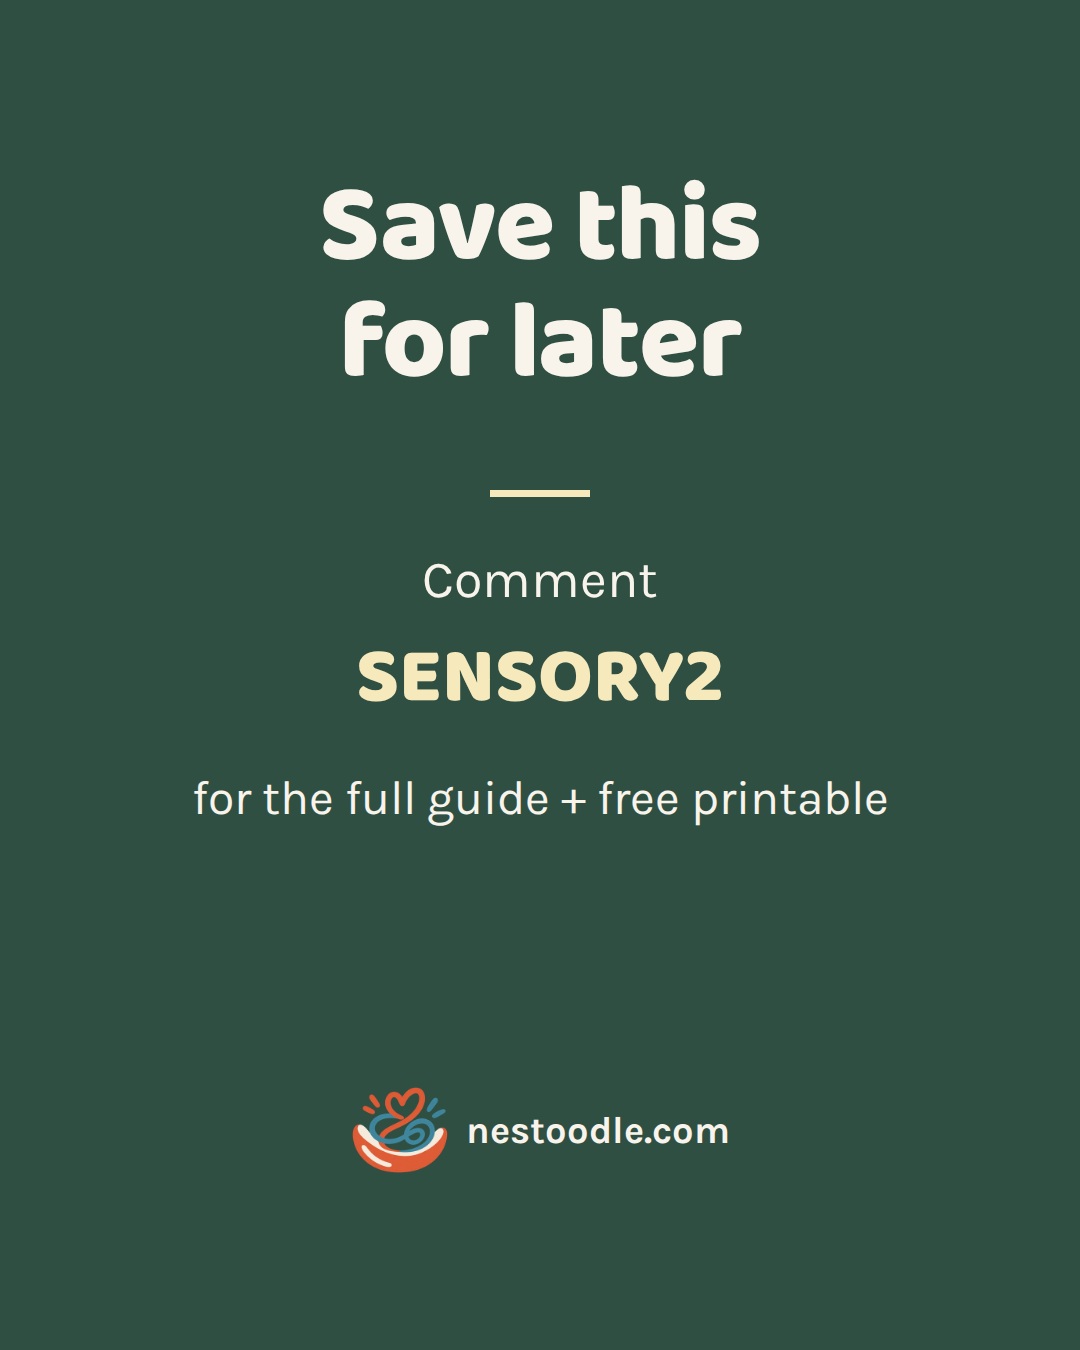 Save this
for later
Comment
SENSORY2
for the full guide + free printable
nestoodle.com